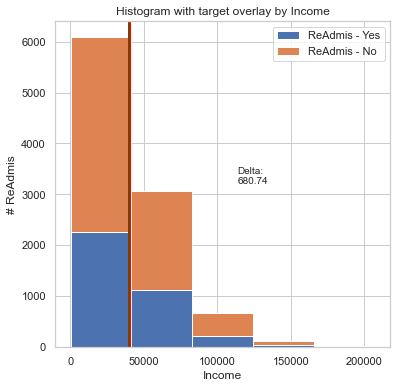 Histogram with target overlay by Income
ReAdmis - Yes
ReAdmis - No
Delta:
680.74
# ReAdmis
6000
5000
4000
3000
2000
1000
0
0 50000 100000 150000 200000
Income